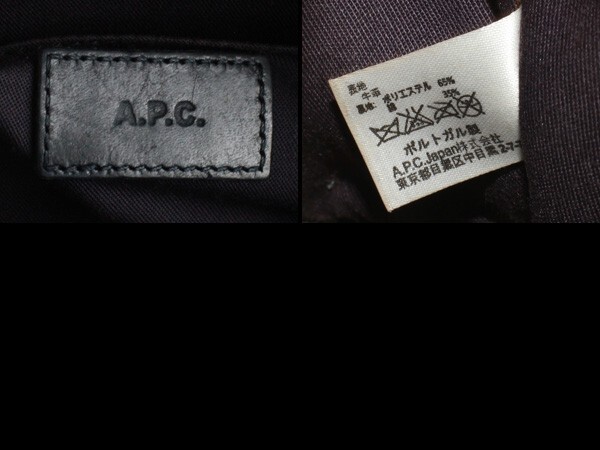 A.P.C.
表地
牛革
裏地: ポリエステル 65%
綿 35%
ポルトガル製
A.P.C.Japan株式会社
東京都目黒区中目黒2-7-